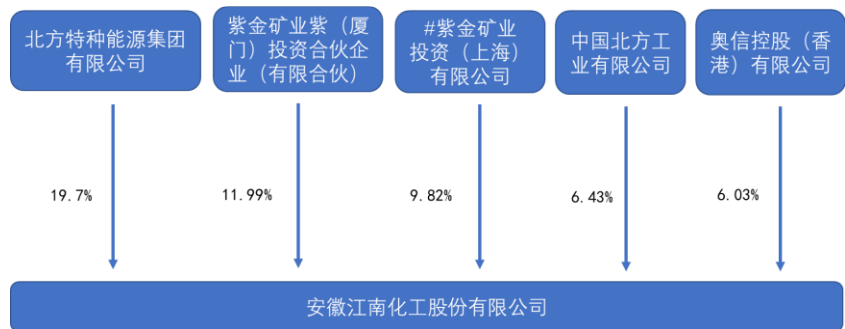 北方特种能源集团
有限公司
紫金矿业紫（厦
门）投资合伙企
业（有限合伙）
#紫金矿业
投资（上海）
有限公司
中国北方工
业有限公司
奥信控股（香
港）有限公司
19.7%
11.99%
9.82%
6.43%
6.03%
安徽江南化工股份有限公司